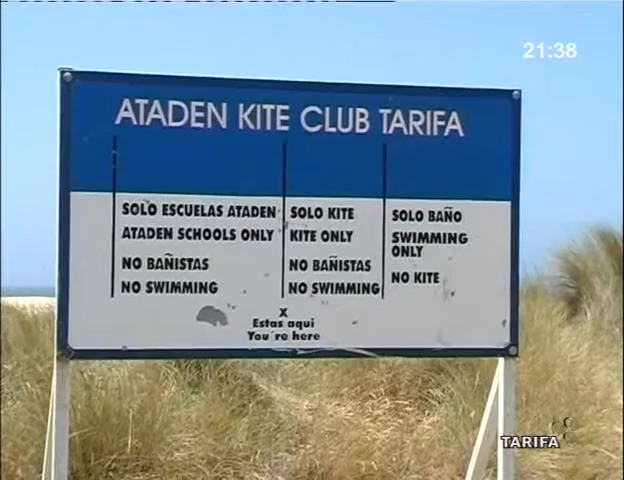 21:38
ATADEN KITE CLUB TARIFA
SOLO ESCUELAS ATADEN
ATADEN SCHOOLS ONLY
NO BAÑISTAS
NO SWIMMING
SOLO KITE
KITE ONLY
NO BAÑISTAS
NO SWIMMING
SOLO BAÑO
SWIMMING
ONLY
NO KITE
X
Estas aqui
You´re here
TARIFA